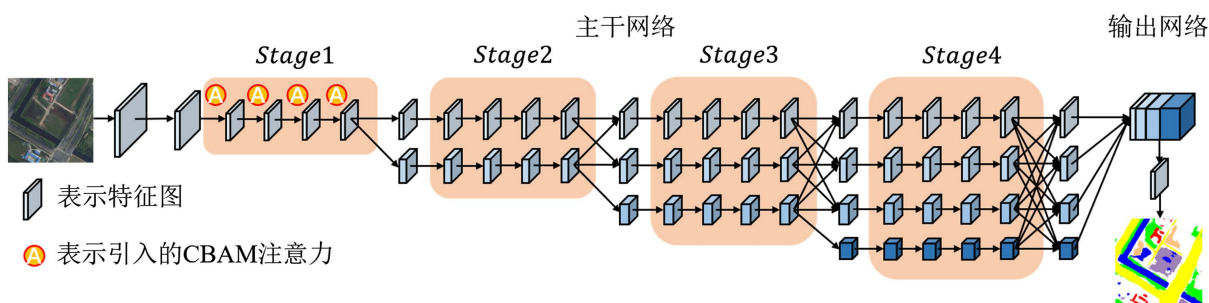 主干网络
输出网络
Stage1
Stage2
Stage3
Stage4
A A A A
表示特征图
A 表示引入的CBAM注意力